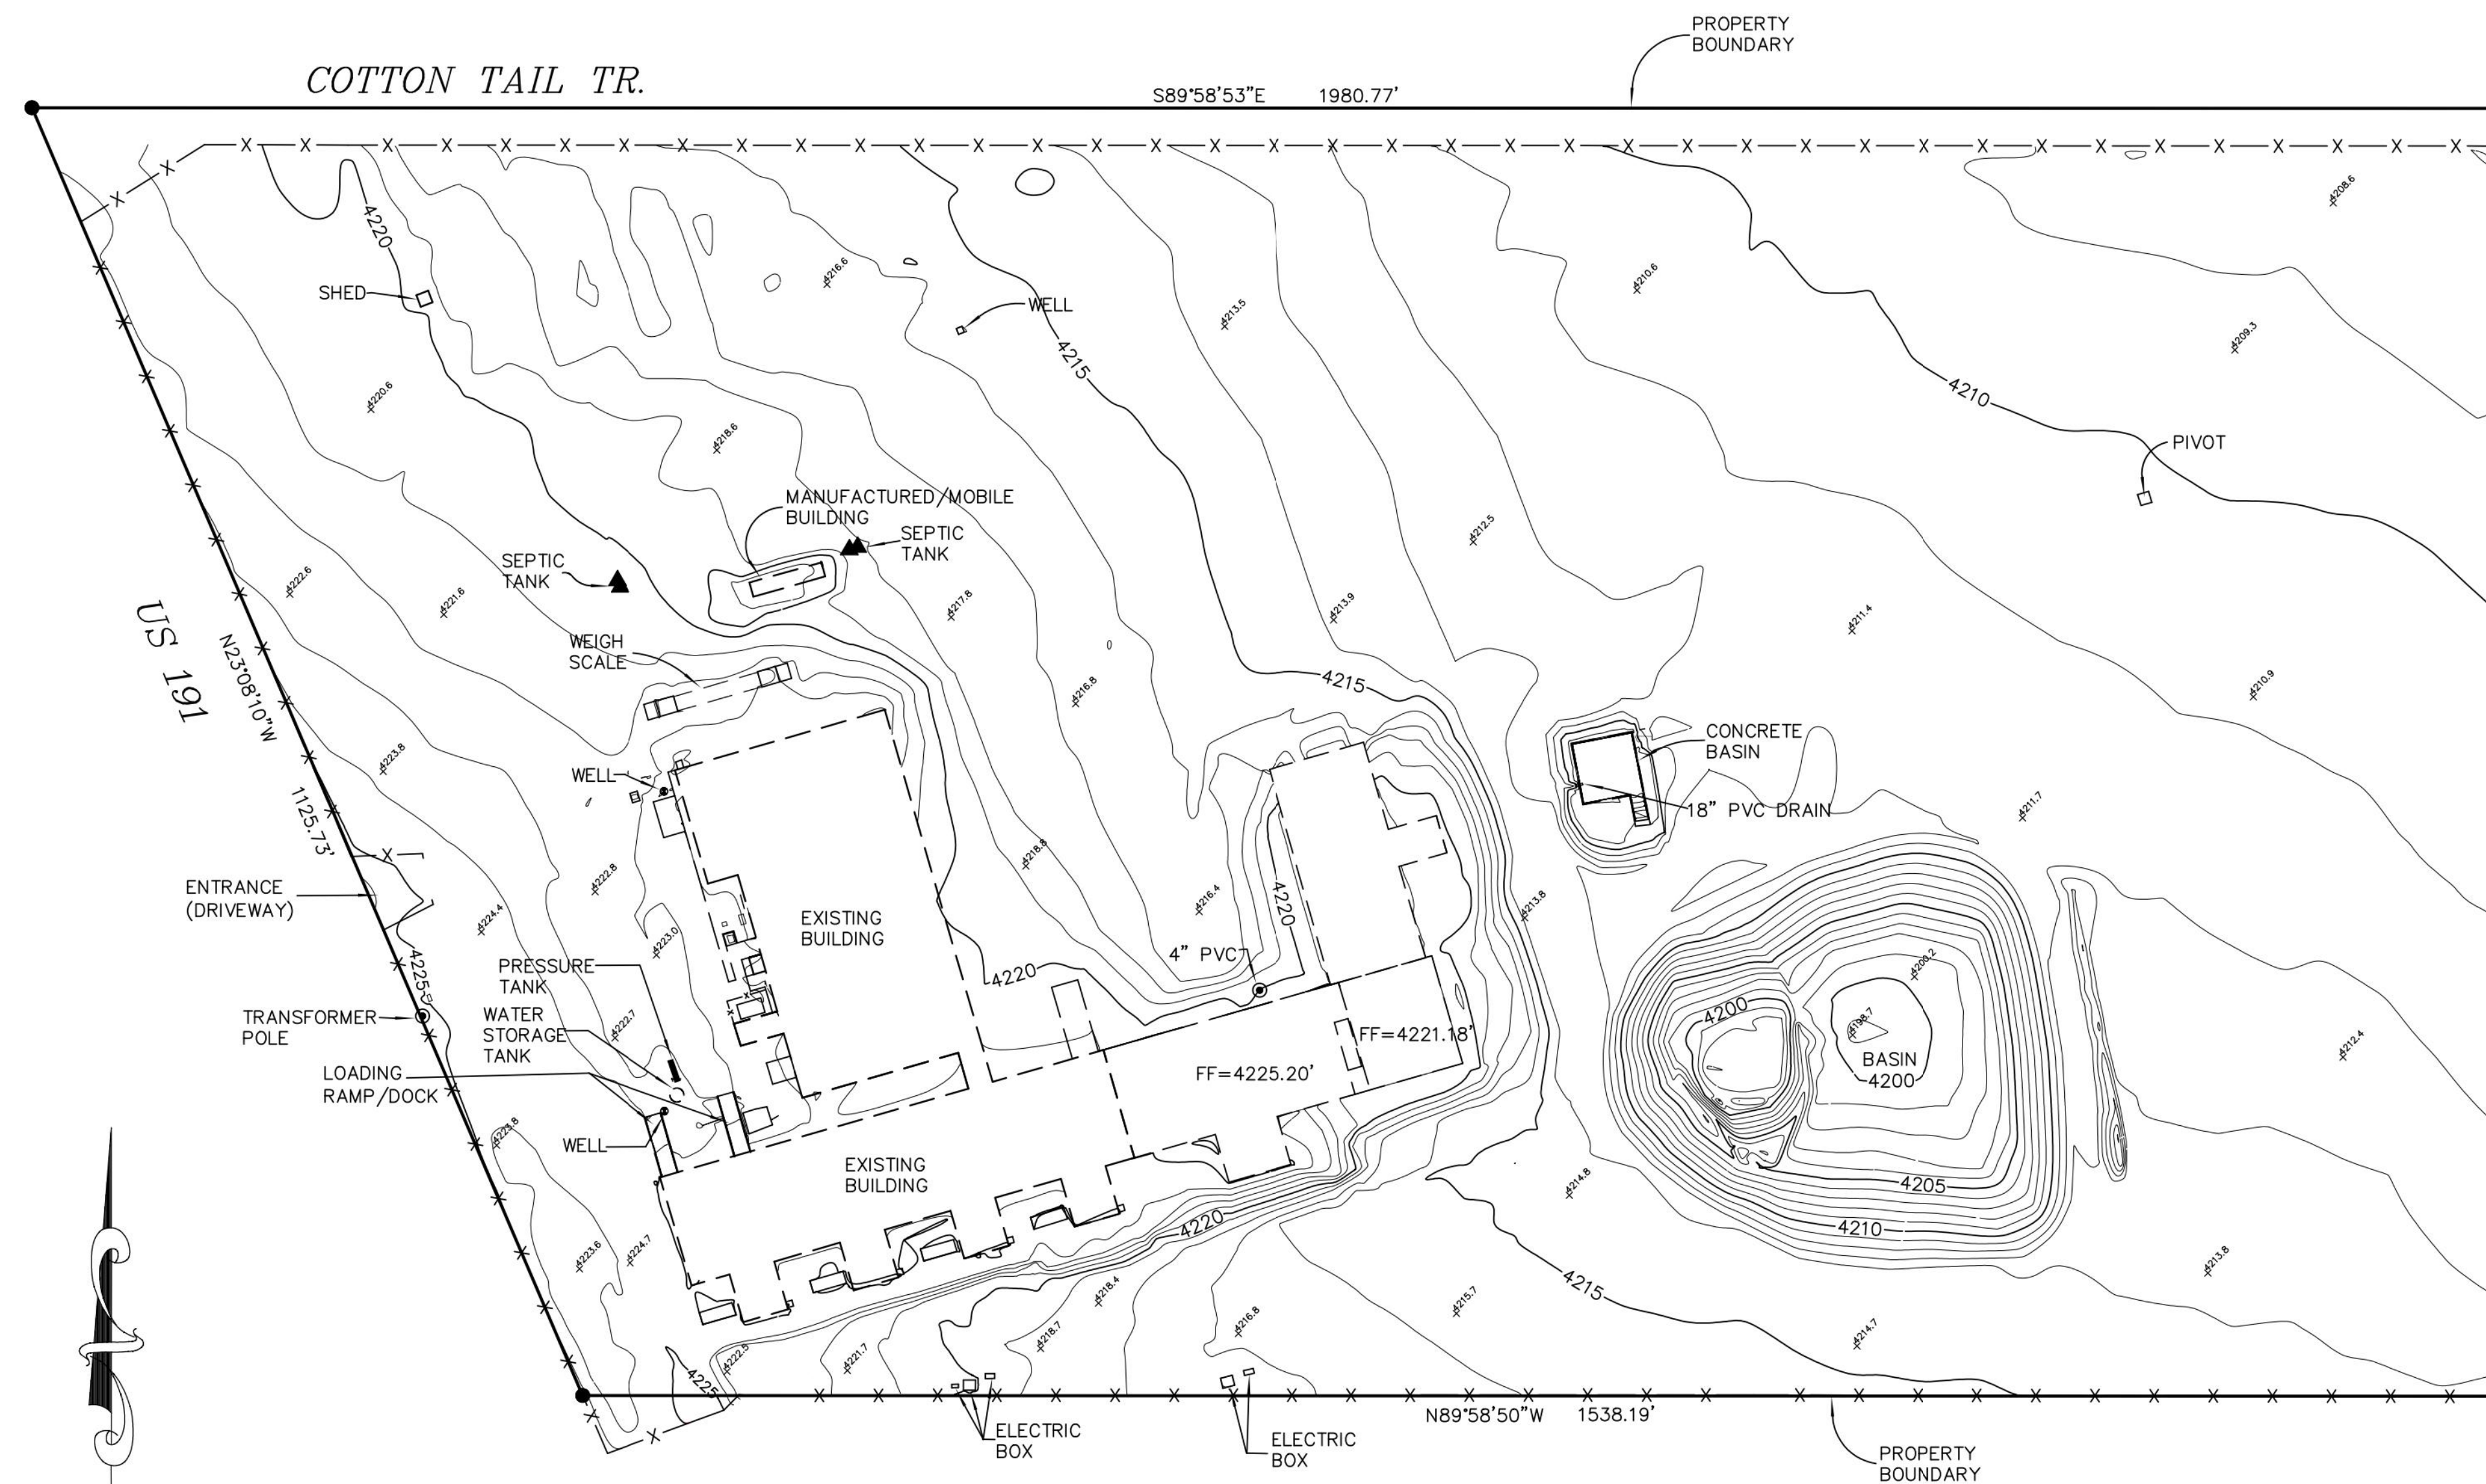 PROPERTY
BOUNDARY
COTTON TAIL TR.
S89°58'53"E 1980.77'
4208.6
4220
4216.6
4210.6
SHED
WELL
4213.5
4209.3
4215
4220.6
4210
4218.6
PIVOT
MANUFACTURED/MOBILE
BUILDING
SEPTIC
TANK
4212.5
SEPTIC
TANK
4222.6
4221.6
4217.8
4213.9
4211.4
US 191
N23°08'10"W
1125.73'
WEIGH
SCALE
4216.8
4215
4210.9
CONCRETE
BASIN
4223.8
WELL
18" PVC DRAIN
4211.7
4218.8
4222.8
ENTRANCE
(DRIVEWAY)
4224.4
4223.0
EXISTING
BUILDING
4216.4
4220
4213.8
4" PVC
4225
PRESSURE
TANK
4220
4200.2
4200
4198.7
TRANSFORMER
POLE
WATER
STORAGE
TANK
4222.7
FF=4221.18'
4212.4
BASIN
4200
LOADING
RAMP/DOCK
FF=4225.20'
4223.8
WELL
EXISTING
BUILDING
4214.8
4205
4220
4210
4223.6
4224.7
4213.8
4218.4
4215
4215.7
4216.8
4218.7
4214.7
4222.5
4221.7
4225
N89°58'50"W 1538.19'
ELECTRIC
BOX
ELECTRIC
BOX
PROPERTY
BOUNDARY